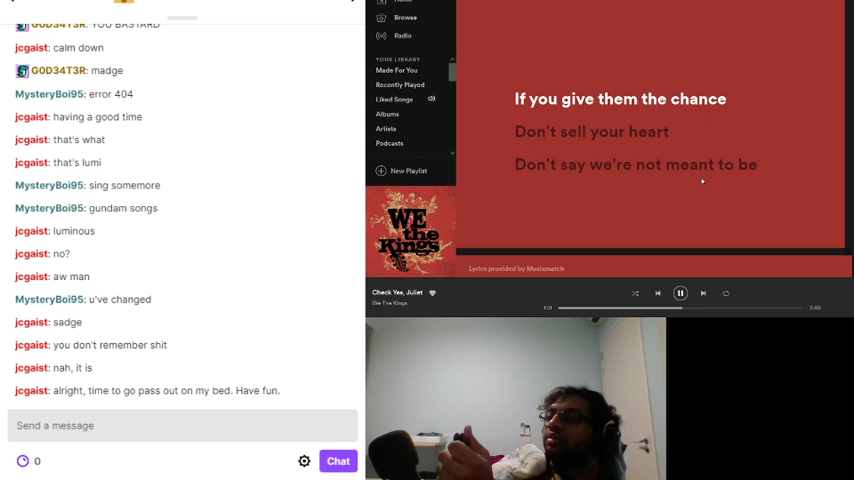 G0D34T3R: YOU BASTARD
jcgaist: calm down
G0D34T3R: madge
MysteryBoi95: error 404
jcgaist: having a good time
jcgaist: that's what
jcgaist: that's lumi
MysteryBoi95: sing somemore
MysteryBoi95: gundam songs
jcgaist: luminous
jcgaist: no?
jcgaist: aw man
MysteryBoi95: u've changed
jcgaist: sadge
jcgaist: you don't remember shit
jcgaist: nah, it is
jcgaist: alright, time to go pass out on my bed. Have fun.
Send a message
0
Chat
Browse
Radio
YOUR LIBRARY
Made For You
Recently Played
Liked Songs
Albums
Artists
Podcasts
New Playlist
WE
the
Kings
If you give them the chance
Don't sell your heart
Don't say we're not meant to be
Lyrics provided by Musixmatch
Check Yes, Juliet
We The Kings
3:40